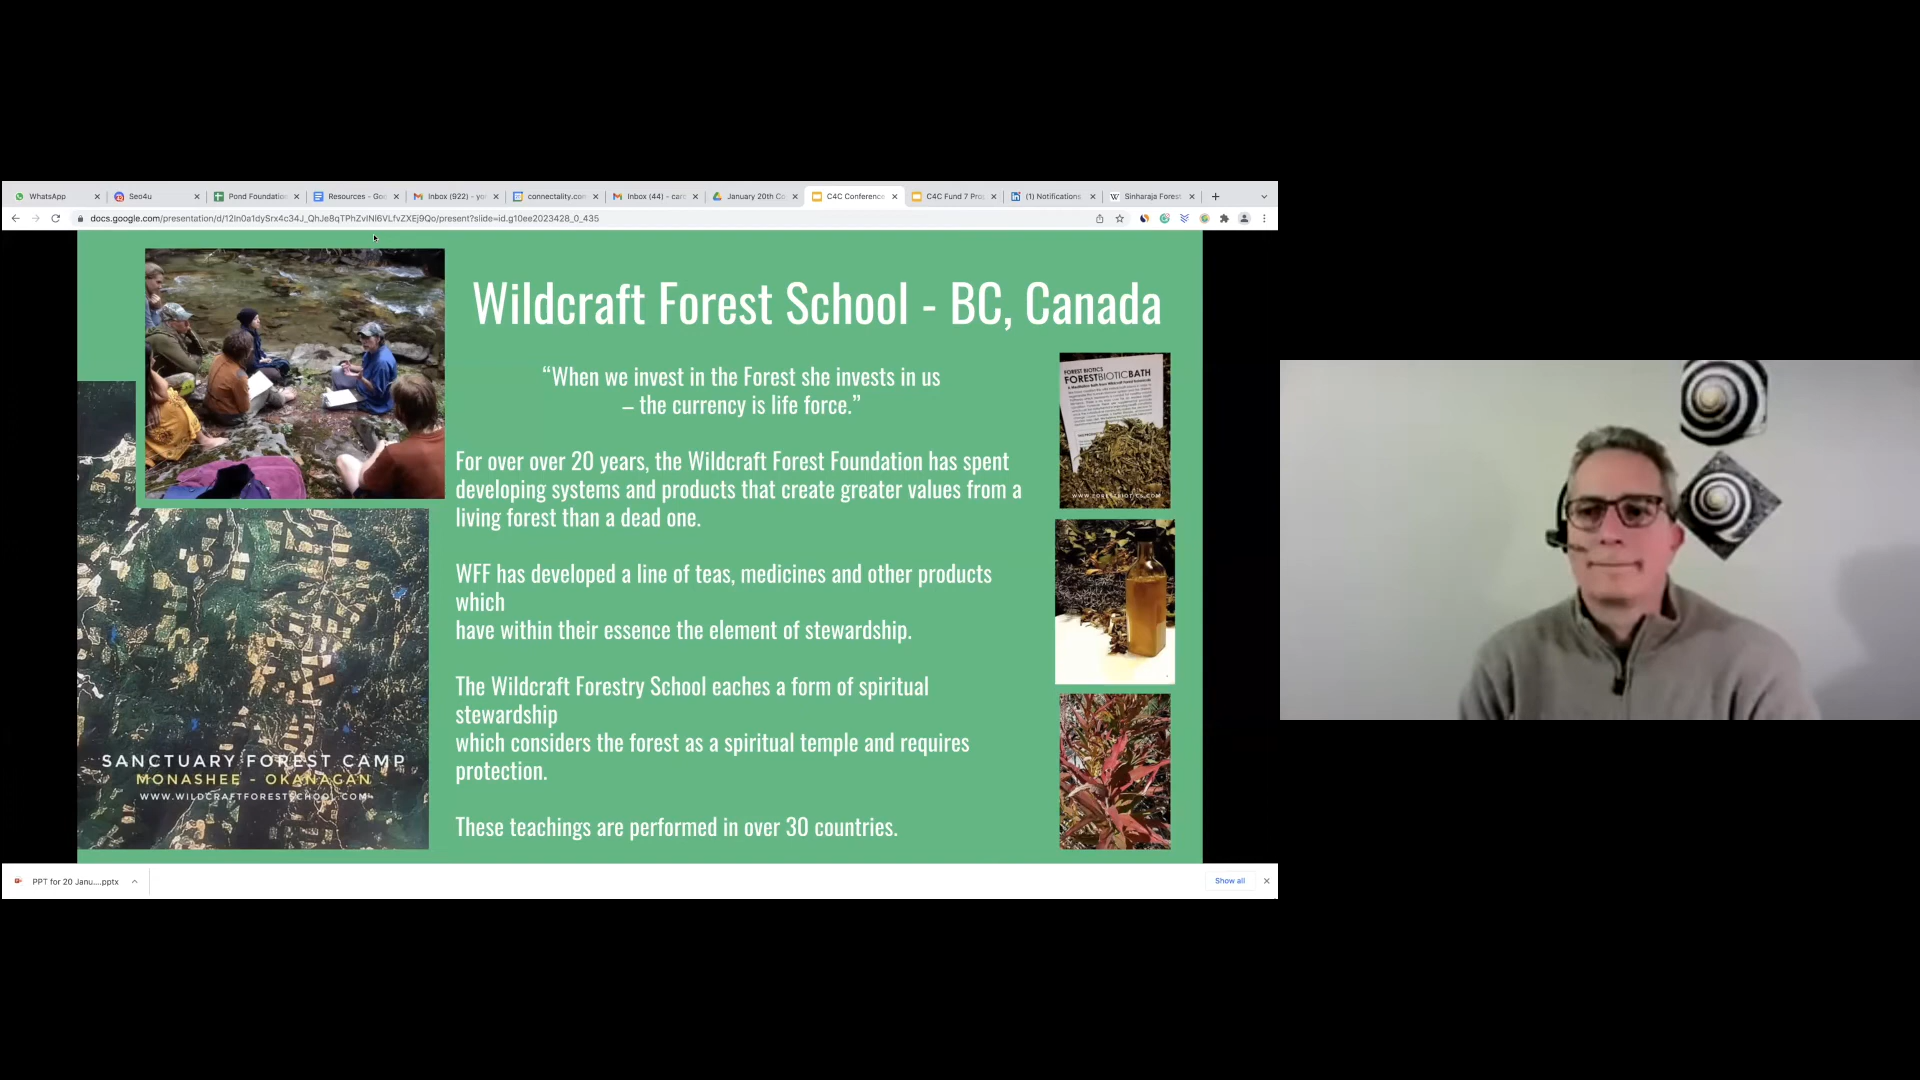 WhatsApp
Seo4u
Pond Foundatio
Resources - Goo
Inbox (922) - yo
connectality.com
Inbox (44) - carb
January 20th Co
C4C Conference
C4C Fund 7 Pro
(1) Notifications
Sinharaja Forest
docs.google.com/presentation/d/12In0a1dySrx4c34J_QhJe8qTPhZvINl6VLfvZXEj9Qo/present?slide=id.g10ee2023428_0_435
Wildcraft Forest School - BC, Canada
“When we invest in the Forest she invests in us
– the currency is life force.”
For over over 20 years, the Wildcraft Forest Foundation has spent
developing systems and products that create greater values from a
living forest than a dead one.
WFF has developed a line of teas, medicines and other products
which
have within their essence the element of stewardship.
The Wildcraft Forestry School eaches a form of spiritual
stewardship
which considers the forest as a spiritual temple and requires
protection.
These teachings are performed in over 30 countries.
SANCTUARY FOREST CAMP
MONASHEE - OKANAGAN
WWW.WILDCRAFTFORESTSCHOOL.COM
FOREST BIOTICS
FORESTBIOTICBATH
WWW.FORESTBIOTICS.COM
PPT for 20 Janu....pptx
Show all